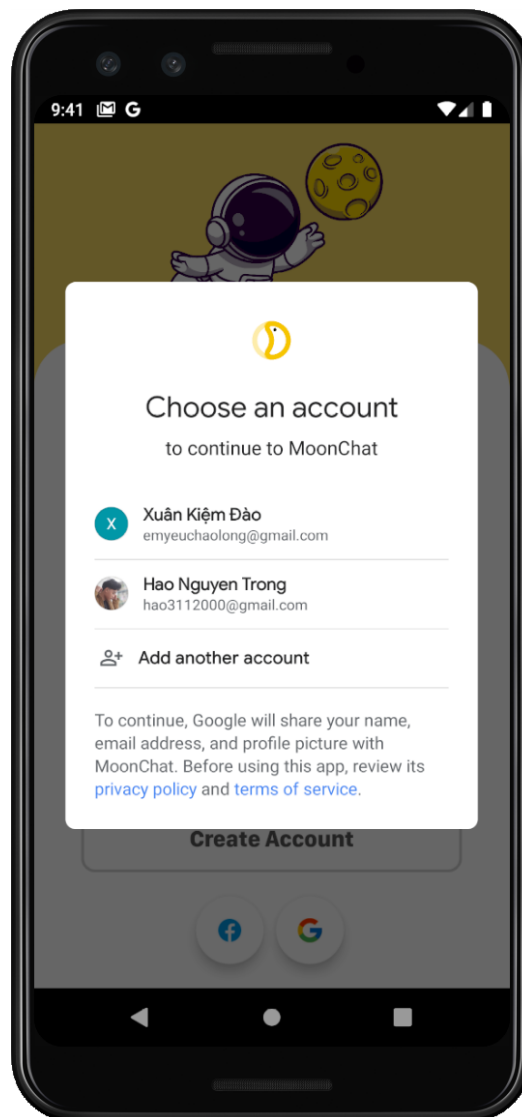 9:41
Choose an account
to continue to MoonChat
X
Xuân Kiệm Đào
emyeuchaolong@gmail.com
Hao Nguyen Trong
hao3112000@gmail.com
Add another account
To continue, Google will share your name,
email address, and profile picture with
MoonChat. Before using this app, review its
privacy policy and terms of service.
Create Account